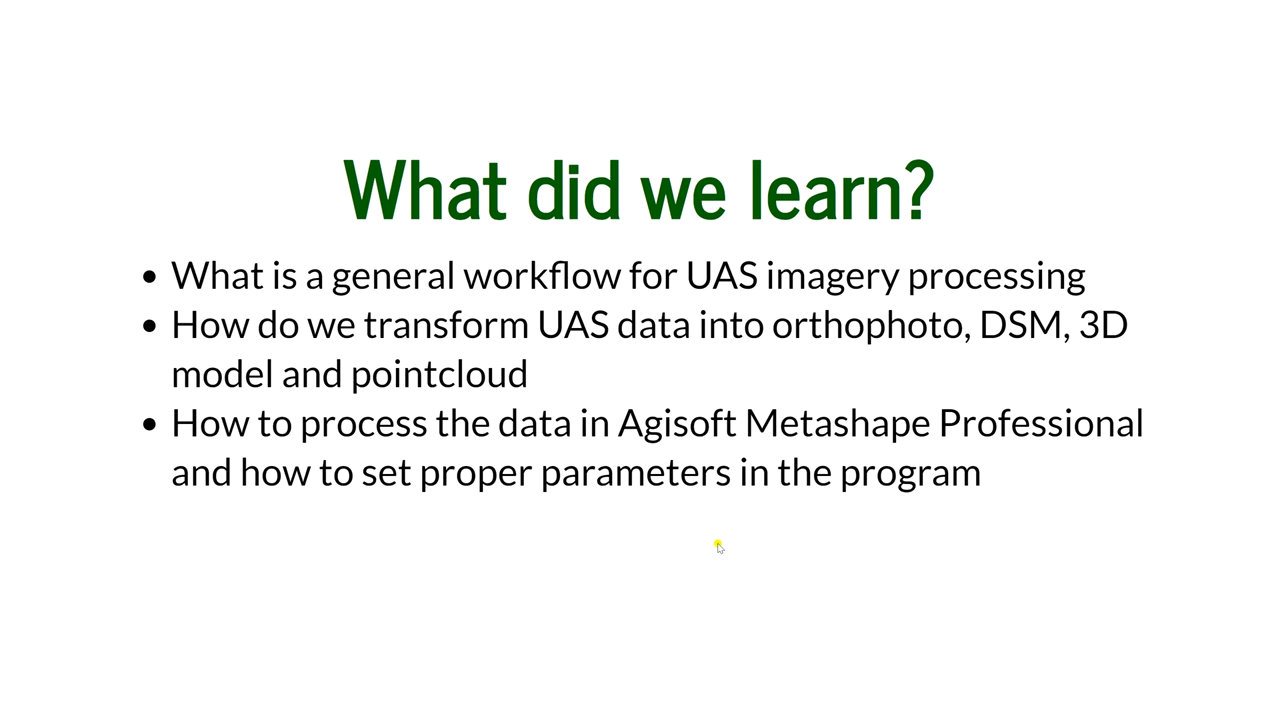 What did we learn?
• What is a general workflow for UAS imagery processing
• How do we transform UAS data into orthophoto, DSM, 3D
model and pointcloud
• How to process the data in Agisoft Metashape Professional
and how to set proper parameters in the program